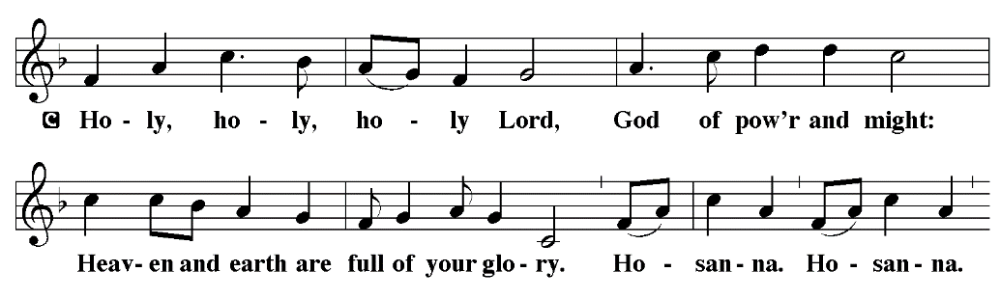 C Ho - ly, ho - ly, ho - ly Lord, God of pow’r and might:
Heav - en and earth are full of your glo - ry. Ho - san - na. Ho - san - na.